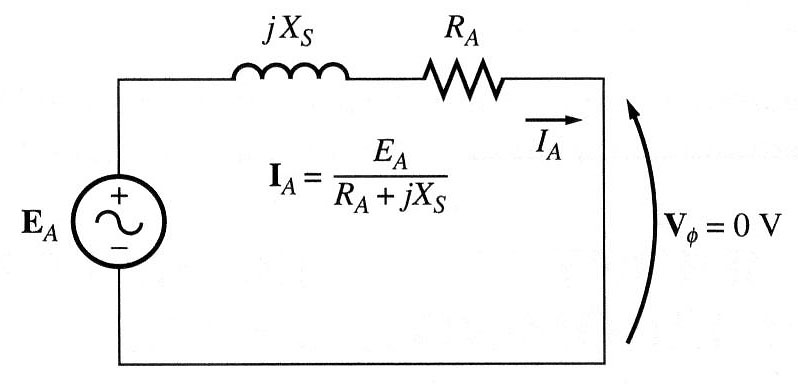 jX_S
R_A
I_A
I_A = E_A / (R_A + jX_S)
E_A
+
−
V_ϕ = 0 V